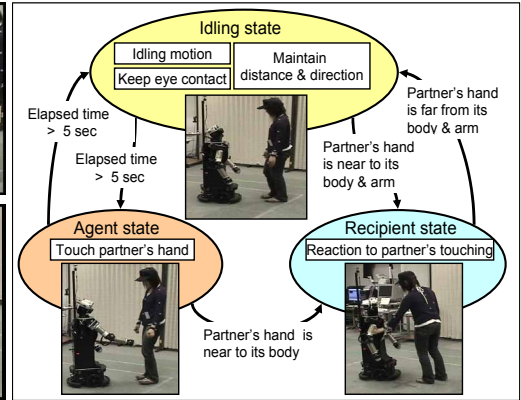 Idling state
Idling motion
Keep eye contact
Maintain
distance & direction
Elapsed time
> 5 sec
Elapsed time
> 5 sec
Partner's hand
is near to its
body & arm
Partner's hand
is far from its
body & arm
Agent state
Touch partner's hand
Recipient state
Reaction to partner's touching
Partner's hand is
near to its body